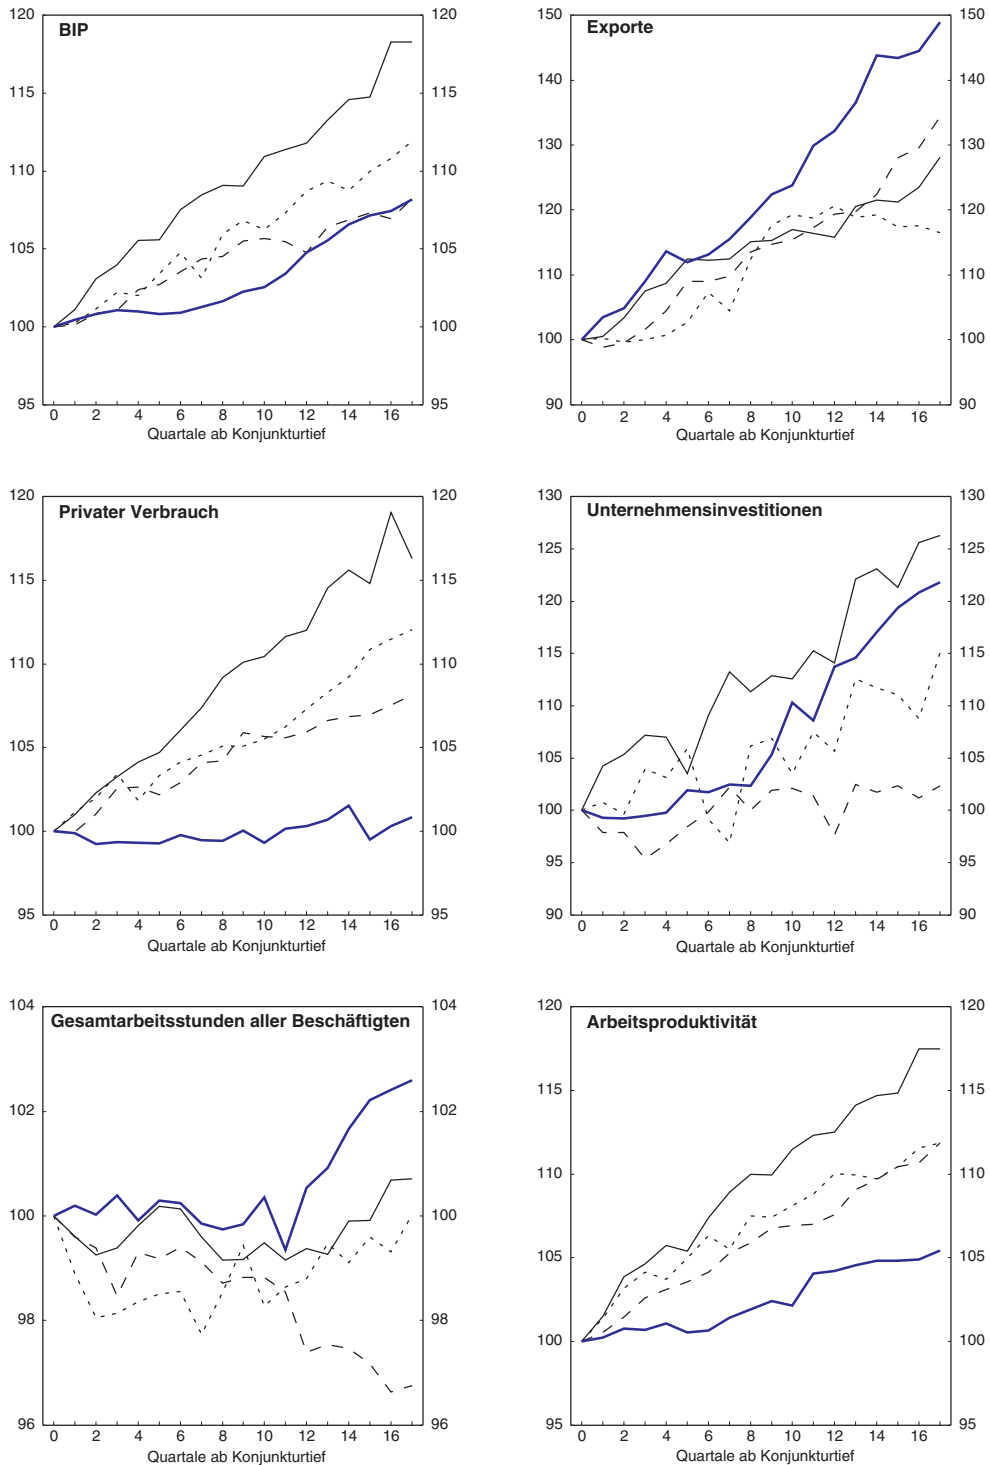 BIP
120 120
115 115
110 110
105 105
100 100
95 95
0 2 4 6 8 10 12 14 16
Quartale ab Konjunkturtief
Exporte
150 150
140 140
130 130
120 120
110 110
100 100
90 90
0 2 4 6 8 10 12 14 16
Quartale ab Konjunkturtief
Privater Verbrauch
120 120
115 115
110 110
105 105
100 100
95 95
0 2 4 6 8 10 12 14 16
Quartale ab Konjunkturtief
Unternehmensinvestitionen
130 130
125 125
120 120
115 115
110 110
105 105
100 100
95 95
90 90
0 2 4 6 8 10 12 14 16
Quartale ab Konjunkturtief
Gesamtarbeitsstunden aller Beschäftigten
104 104
102 102
100 100
98 98
96 96
0 2 4 6 8 10 12 14 16
Quartale ab Konjunkturtief
Arbeitsproduktivität
120 120
115 115
110 110
105 105
100 100
95 95
0 2 4 6 8 10 12 14 16
Quartale ab Konjunkturtief